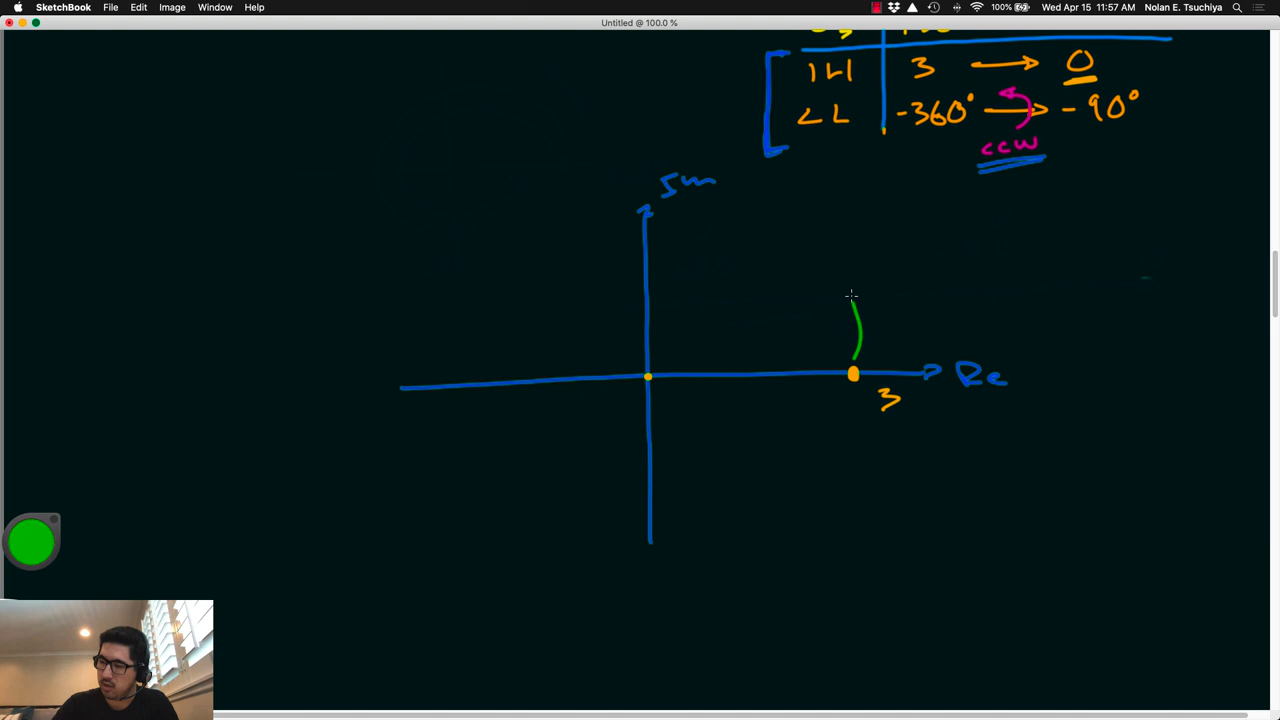 SketchBook File Edit Image Window Help 100% Wed Apr 15 11:57 AM Nolan E. Tsuchiya
Untitled @ 100.0 %
|L| 3 → 0
∠L -360° → -90°
CCW
Im
Re
3